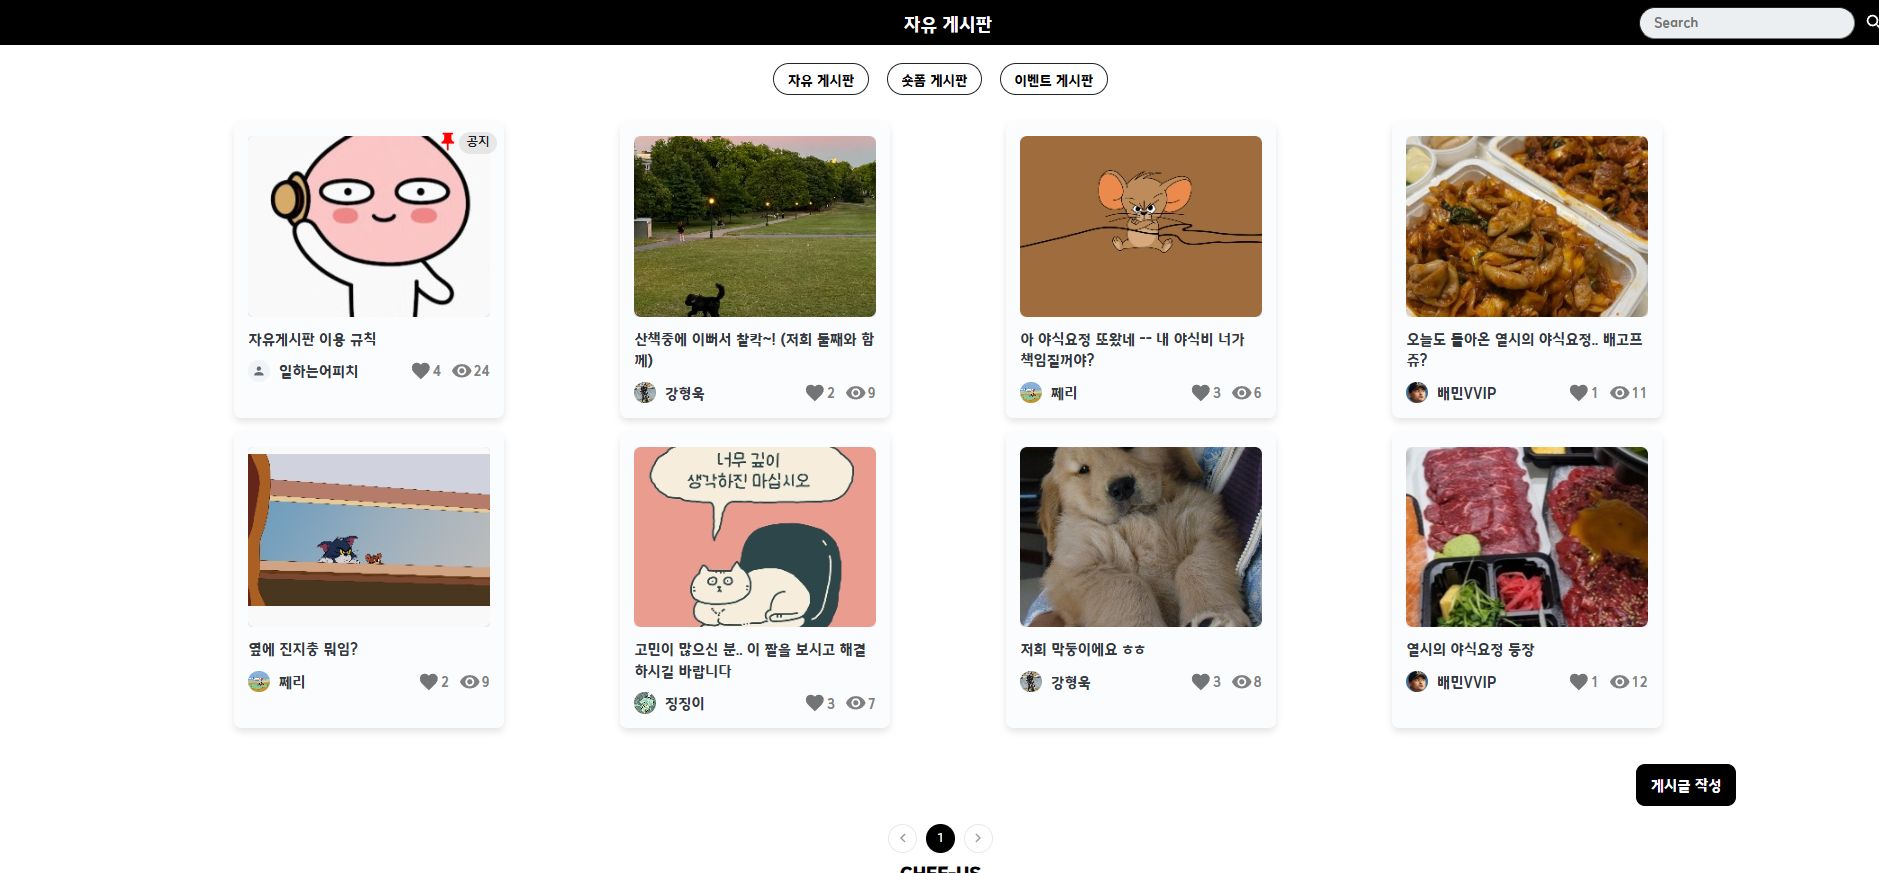 자유 게시판
Search
자유 게시판
숏폼 게시판
이벤트 게시판
공지
자유게시판 이용 규칙
일하는어피치
4
24
산책중에 이뻐서 찰칵~! (저희 둘째와 함
께)
강형욱
2
9
아 야식요정 또왔네 -- 내 야식비 너가
책임질꺼야?
쩨리
3
6
오늘도 돌아온 열시의 야식요정.. 배고프
쥬?
배민VVIP
1
11
옆에 진지충 뭐임?
쩨리
2
9
너무 깊이
생각하진 마십시오
고민이 많으신 분.. 이 짤을 보시고 해결
하시길 바랍니다
징징이
3
7
저희 막둥이에요 ㅎㅎ
강형욱
3
8
열시의 야식요정 등장
배민VVIP
1
12
게시글 작성
1
CHEE-US